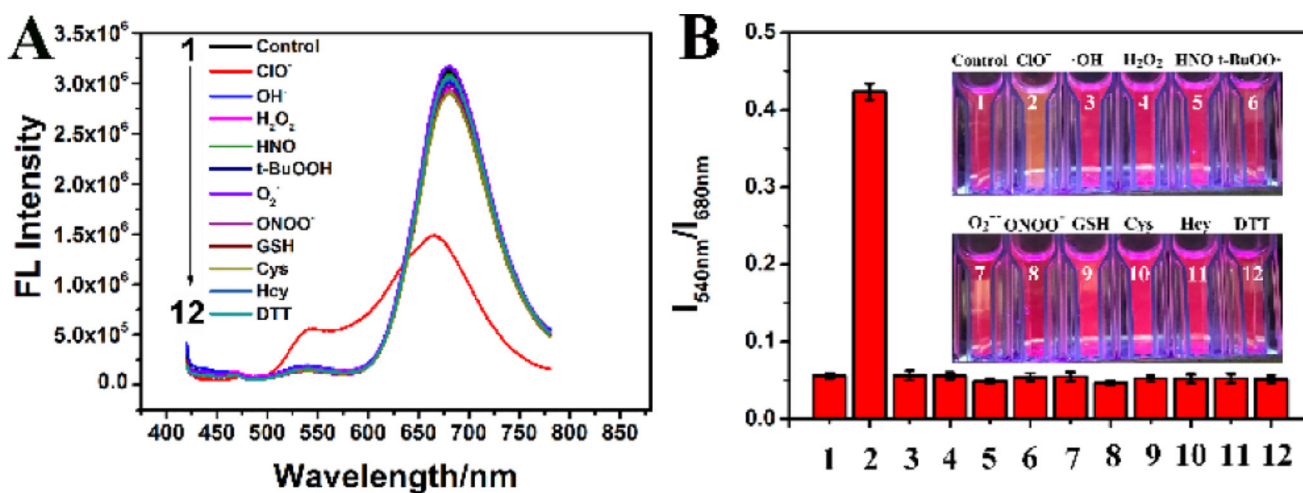 A
FL Intensity
3.5x10⁶
3.0x10⁶
2.5x10⁶
2.0x10⁶
1.5x10⁶
1.0x10⁶
5.0x10⁵
0.0
1
12
Control
ClO⁻
OH⁻
H₂O₂
HNO
t-BuOOH
O₂⁻
ONOO⁻
GSH
Cys
Hcy
DTT
400 450 500 550 600 650 700 750 800 850
Wavelength/nm
B
I₅₄₀ₙₘ/I₆₈₀ₙₘ
0.5
0.4
0.3
0.2
0.1
0.0
Control ClO⁻ ·OH H₂O₂ HNO t-BuOO·
1 2 3 4 5 6
O₂·⁻ ONOO⁻ GSH Cys Hcy DTT
7 8 9 10 11 12
1 2 3 4 5 6 7 8 9 10 11 12